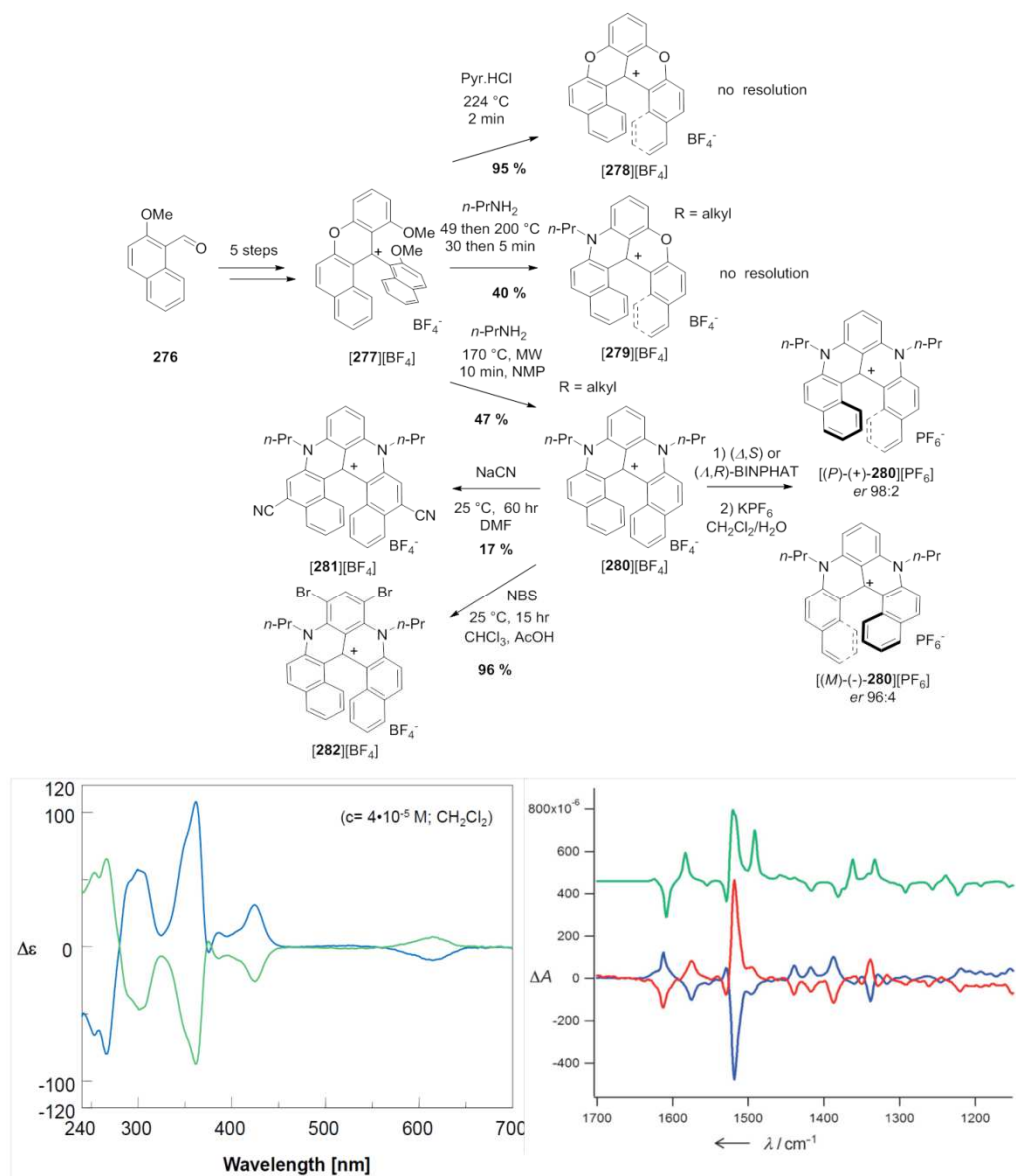 Pyr.HCl
224 °C
2 min
95 %
O
O
+
BF4-
[278][BF4]
no resolution
OMe
O
276
5 steps
O
OMe
+
OMe
BF4-
[277][BF4]
n-PrNH2
49 then 200 °C
30 then 5 min
40 %
R = alkyl
n-Pr
N
O
+
BF4-
[279][BF4]
no resolution
n-PrNH2
170 °C, MW
10 min, NMP
47 %
R = alkyl
n-Pr
N
N
n-Pr
+
NC
CN
BF4-
[281][BF4]
NaCN
25 °C, 60 hr
DMF
17 %
n-Pr
N
N
n-Pr
+
BF4-
[280][BF4]
1) (Δ,S) or
(Λ,R)-BINPHAT
2) KPF6
CH2Cl2/H2O
n-Pr
N
N
n-Pr
+
PF6-
[(P)-(+)-280][PF6]
er 98:2
n-Pr
N
N
n-Pr
+
PF6-
[(M)-(-)-280][PF6]
er 96:4
NBS
25 °C, 15 hr
CHCl3, AcOH
96 %
Br
Br
n-Pr
N
N
n-Pr
+
BF4-
[282][BF4]
120
100
Δε
0
-100
-120
240
300
400
500
600
700
(c= 4•10-5 M; CH2Cl2)
Wavelength [nm]
800x10-6
600
400
200
ΔA
0
-200
-400
1700
1600
1500
1400
1300
1200
← λ / cm-1